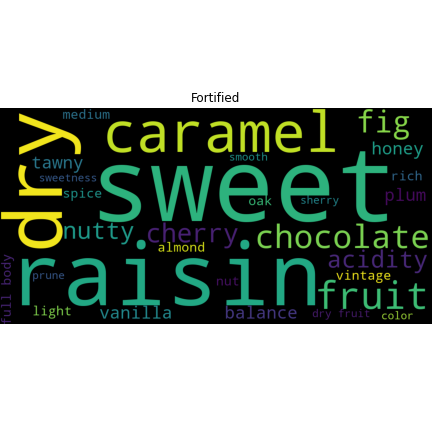 Fortified
medium
dry
caramel
fig
honey
tawny
smooth
sweetness
sweet
rich
spice
oak
sherry
plum
nutty
cherry
chocolate
almond
acidity
full body
prune
raisin
nut
vintage
fruit
light
vanilla
balance
dry fruit
color